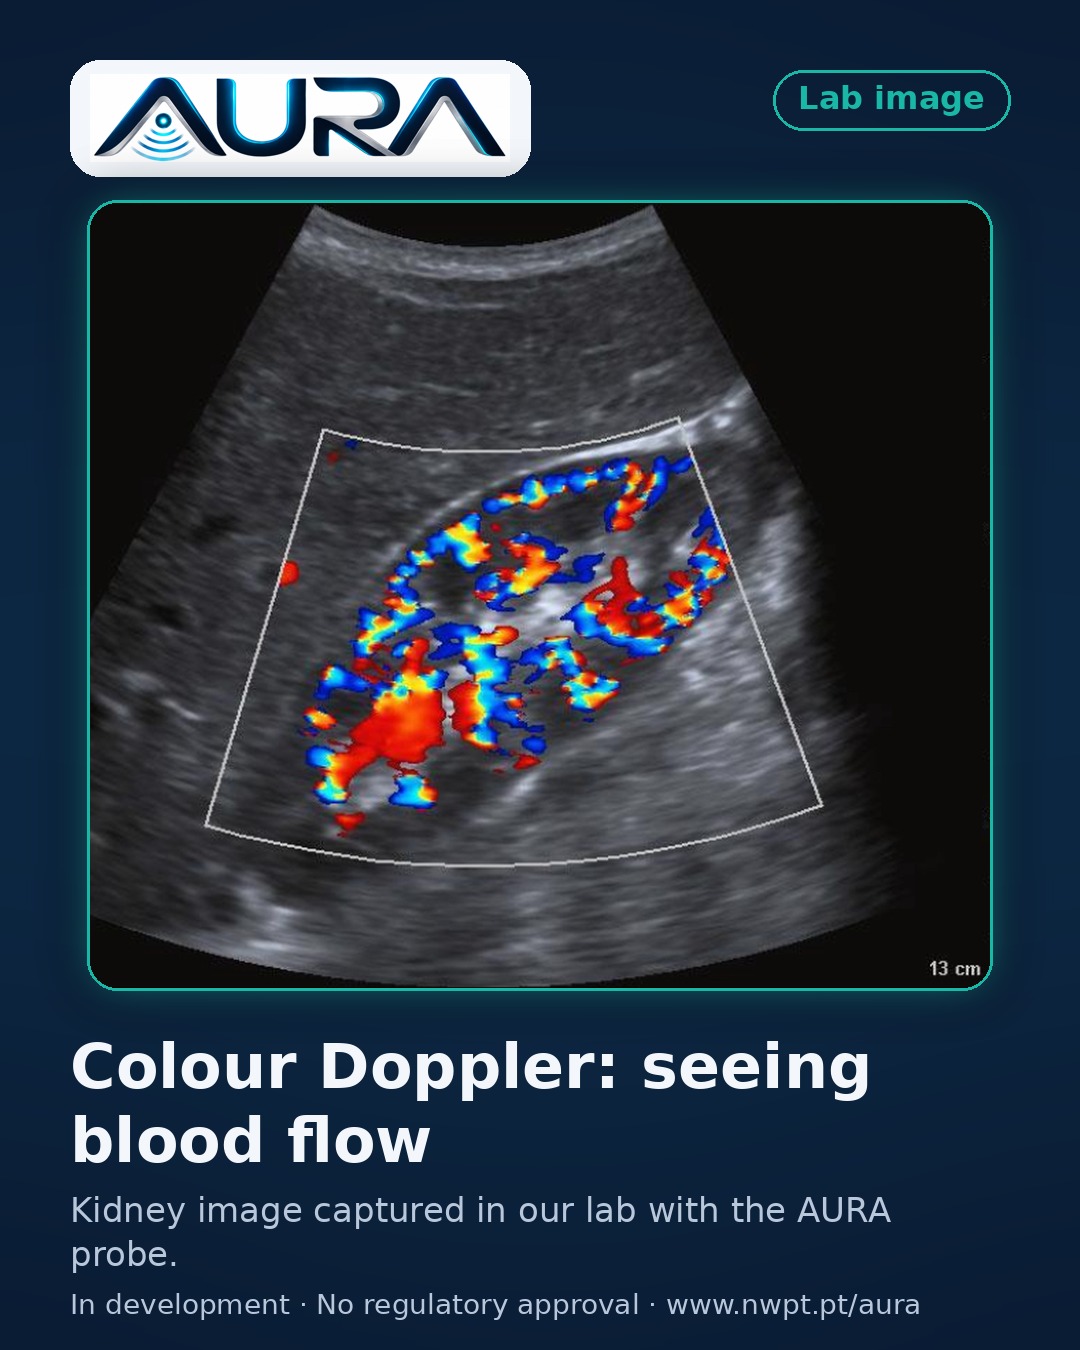 AURA
Lab image
13 cm
Colour Doppler: seeing
blood flow
Kidney image captured in our lab with the AURA
probe.
In development · No regulatory approval · www.nwpt.pt/aura